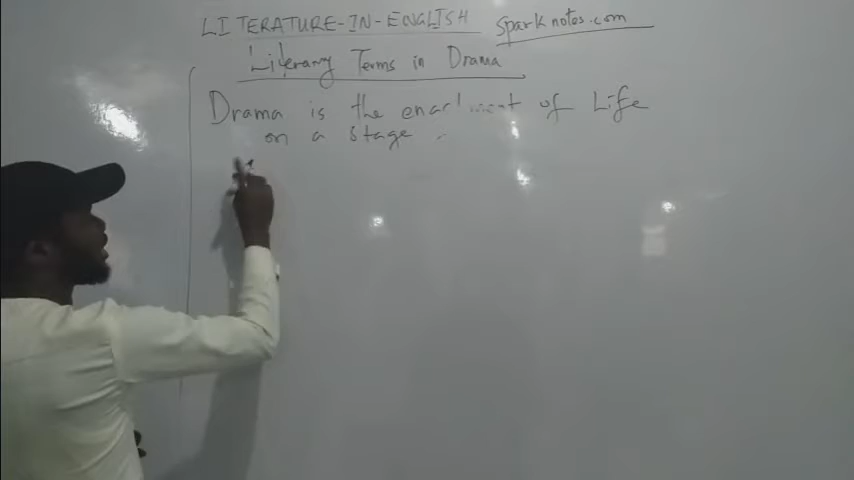 LITERATURE-IN-ENGLISH sparknotes.com
Literary Terms in Drama
Drama is the enactment of Life
on a stage